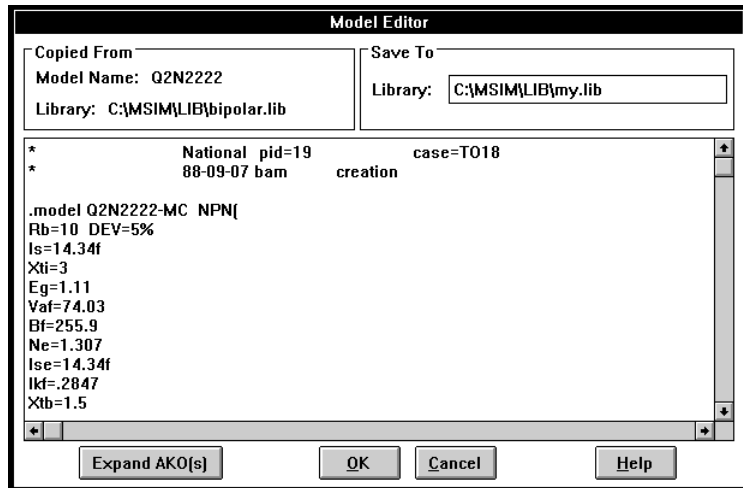 Model Editor
Copied From
Model Name: Q2N2222
Library: C:\MSIM\LIB\bipolar.lib
Save To
Library: C:\MSIM\LIB\my.lib
* National pid=19 case=TO18
* 88-09-07 bam creation
.model Q2N2222-MC NPN(
Rb=10 DEV=5%
Is=14.34f
Xti=3
Eg=1.11
Vaf=74.03
Bf=255.9
Ne=1.307
Ise=14.34f
Ikf=.2847
Xtb=1.5
Expand AKO(s) OK Cancel Help